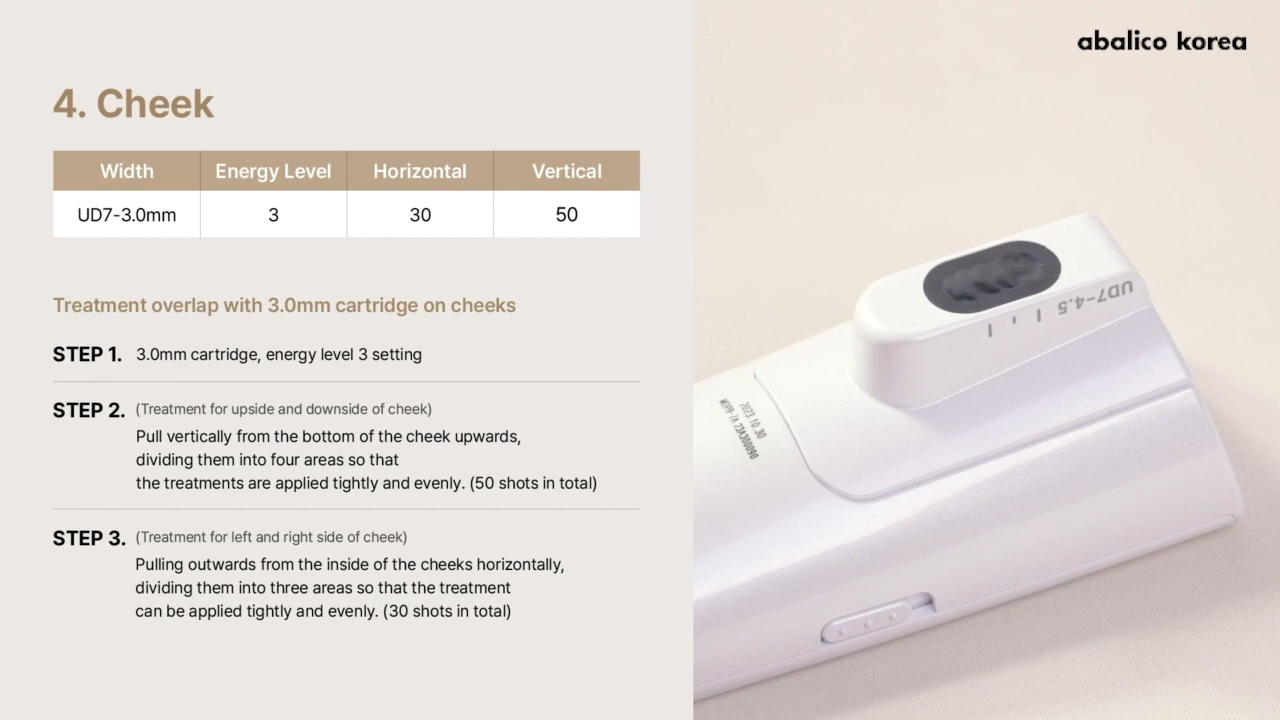 abalico korea
4. Cheek
Width Energy Level Horizontal Vertical
UD7-3.0mm 3 30 50
Treatment overlap with 3.0mm cartridge on cheeks
STEP 1. 3.0mm cartridge, energy level 3 setting
STEP 2. (Treatment for upside and downside of cheek)
Pull vertically from the bottom of the cheek upwards,
dividing them into four areas so that
the treatments are applied tightly and evenly. (50 shots in total)
STEP 3. (Treatment for left and right side of cheek)
Pulling outwards from the inside of the cheeks horizontally,
dividing them into three areas so that the treatment
can be applied tightly and evenly. (30 shots in total)
UD7-4.5
2023.10.30